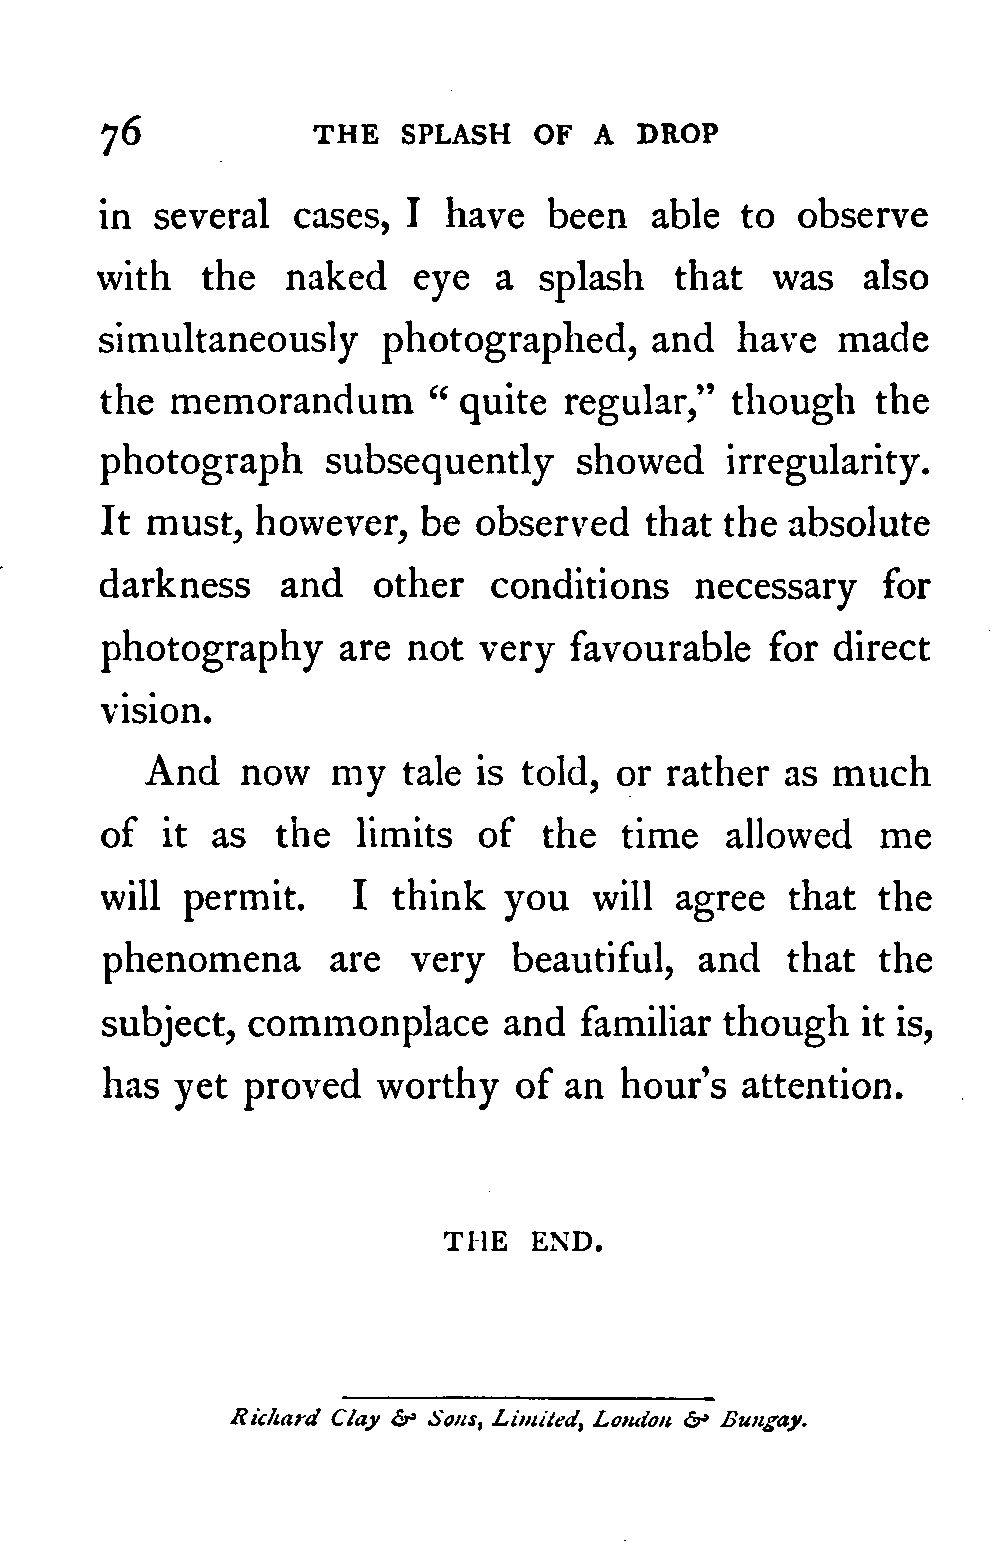 76 THE SPLASH OF A DROP
in several cases, I have been able to observe
with the naked eye a splash that was also
simultaneously photographed, and have made
the memorandum “quite regular,” though the
photograph subsequently showed irregularity.
It must, however, be observed that the absolute
darkness and other conditions necessary for
photography are not very favourable for direct
vision.
And now my tale is told, or rather as much
of it as the limits of the time allowed me
will permit. I think you will agree that the
phenomena are very beautiful, and that the
subject, commonplace and familiar though it is,
has yet proved worthy of an hour's attention.
THE END.
Richard Clay & Sons, Limited, London & Bungay.